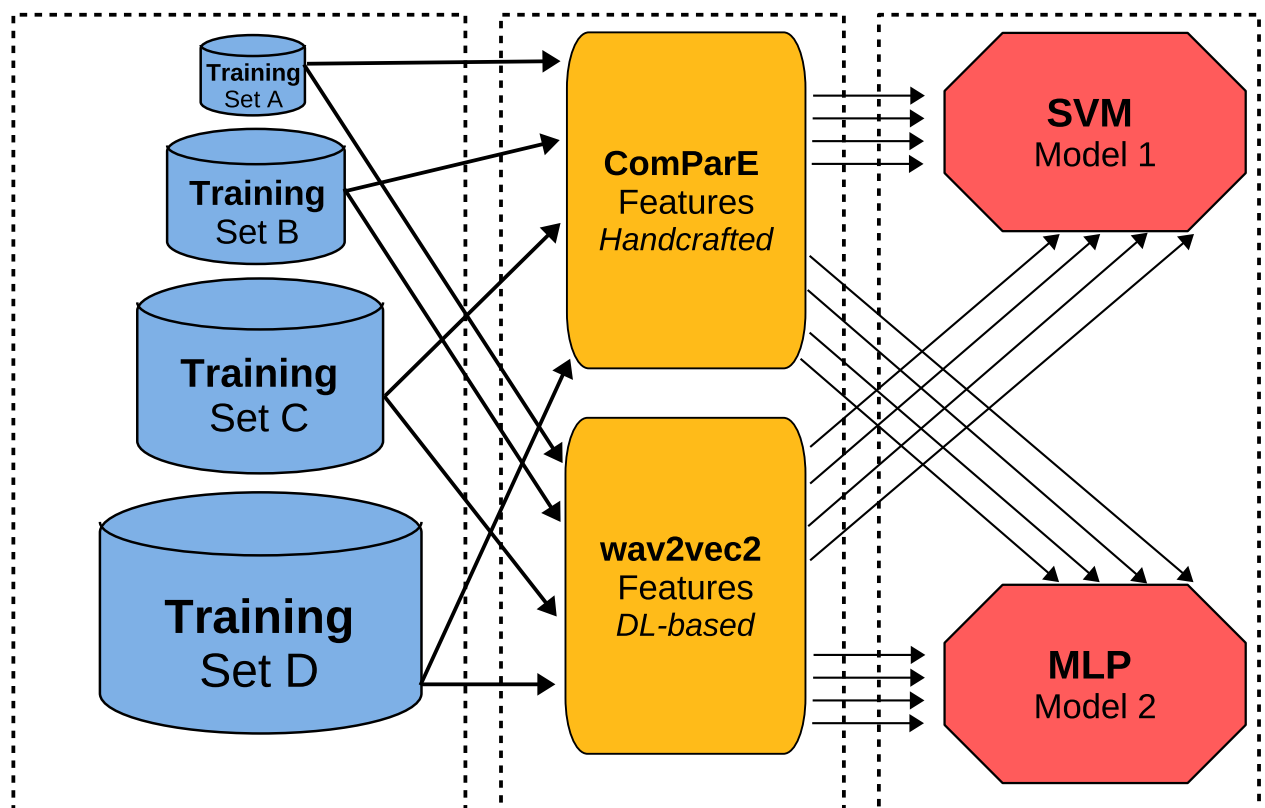 Training
Set A
Training
Set B
Training
Set C
Training
Set D
ComParE
Features
Handcrafted
wav2vec2
Features
DL-based
SVM
Model 1
MLP
Model 2